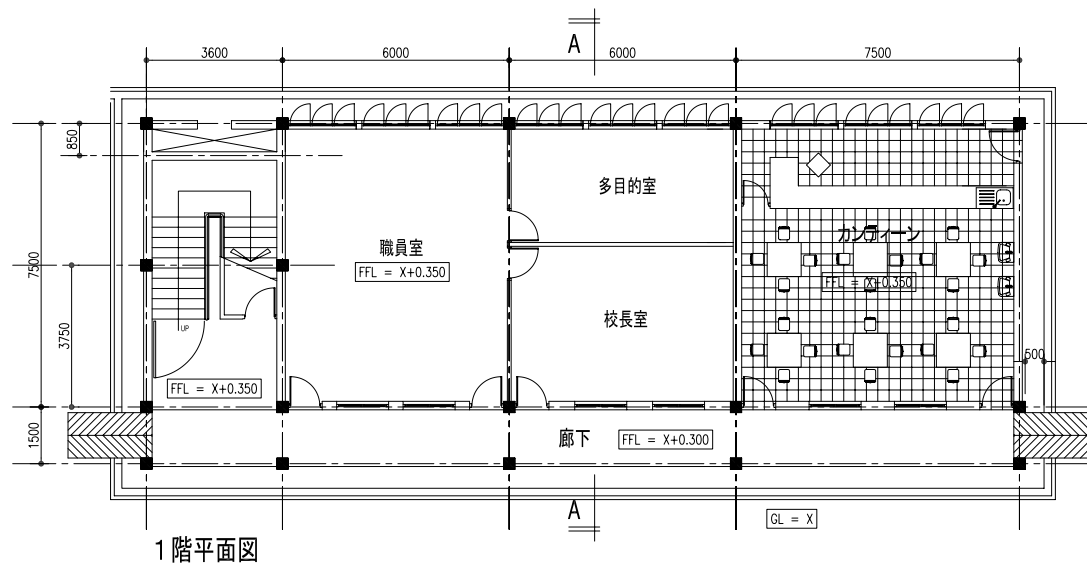 A
3600
6000
6000
7500
850
7500
3750
1500
多目的室
職員室
FFL = X+0.350
カンティーン
FFL = X+0.350
校長室
UP
500
FFL = X+0.350
廊下
FFL = X+0.300
A
GL = X
1階平面図